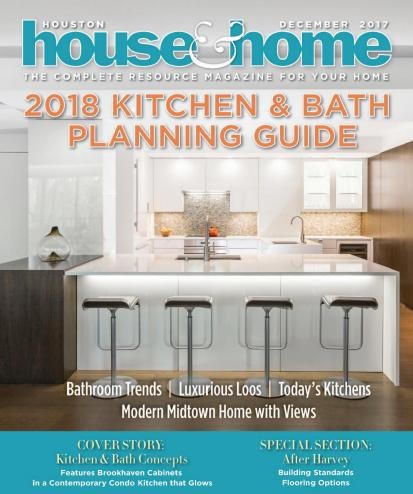 HOUSTON
DECEMBER 2017
house&home
THE COMPLETE RESOURCE MAGAZINE FOR YOUR HOME
2018 KITCHEN & BATH
PLANNING GUIDE
Bathroom Trends | Luxurious Loos | Today's Kitchens
Modern Midtown Home with Views
COVER STORY:
Kitchen & Bath Concepts
Features Brookhaven Cabinets
in a Contemporary Condo Kitchen that Glows
SPECIAL SECTION:
After Harvey
Building Standards
Flooring Options